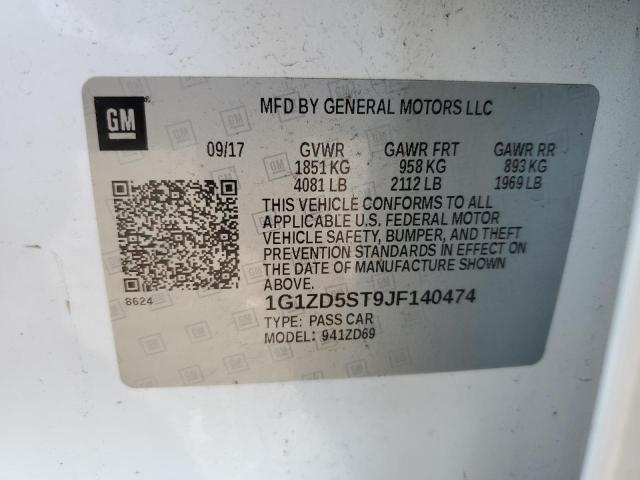 GM
MFD BY GENERAL MOTORS LLC
09/17 GVWR GAWR FRT GAWR RR
1851 KG 958 KG 893 KG
4081 LB 2112 LB 1969 LB
THIS VEHICLE CONFORMS TO ALL
APPLICABLE U.S. FEDERAL MOTOR
VEHICLE SAFETY, BUMPER, AND THEFT
PREVENTION STANDARDS IN EFFECT ON
THE DATE OF MANUFACTURE SHOWN
ABOVE.
8624
1G1ZD5ST9JF140474
TYPE: PASS CAR
MODEL: 941ZD69